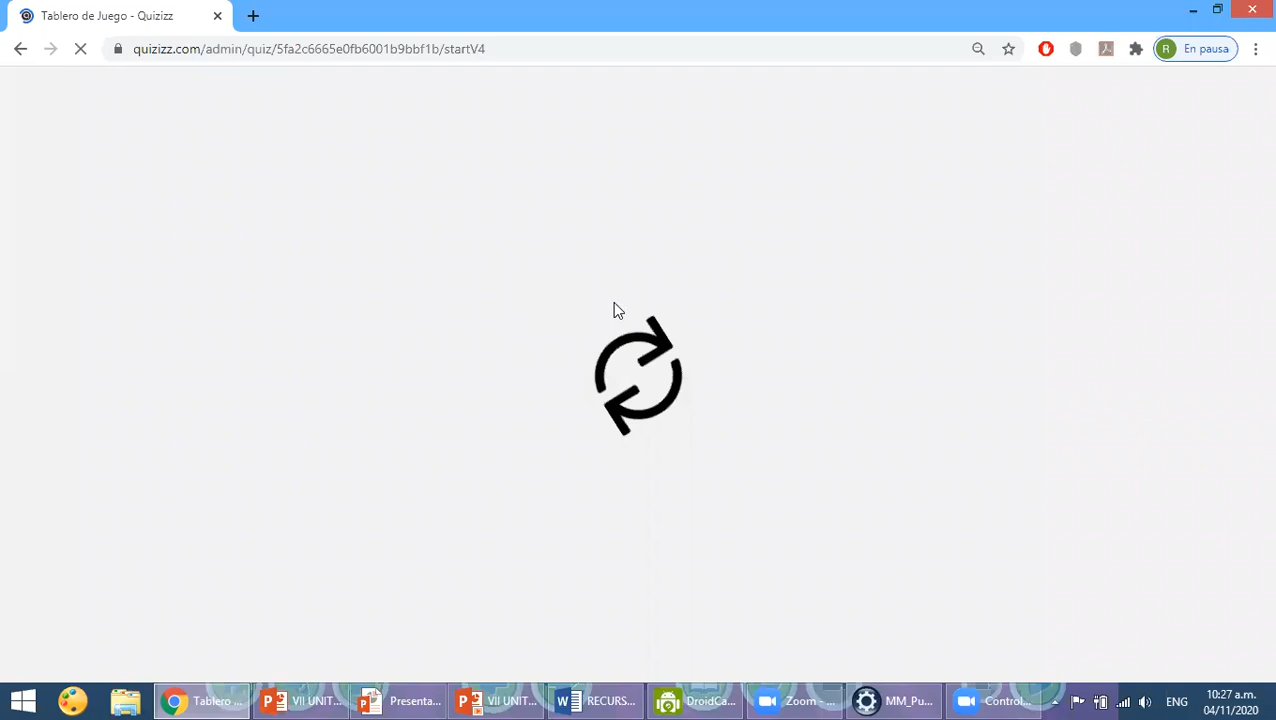 Tablero de Juego - Quizizz
quizizz.com/admin/quiz/5fa2c6665e0fb6001b9bbf1b/startV4
R
En pausa
Tablero ...
VII UNIT...
Presenta...
VII UNIT...
RECURS...
DroidCa...
Zoom - ...
MM_Pu...
Control...
ENG
10:27 a.m.
04/11/2020